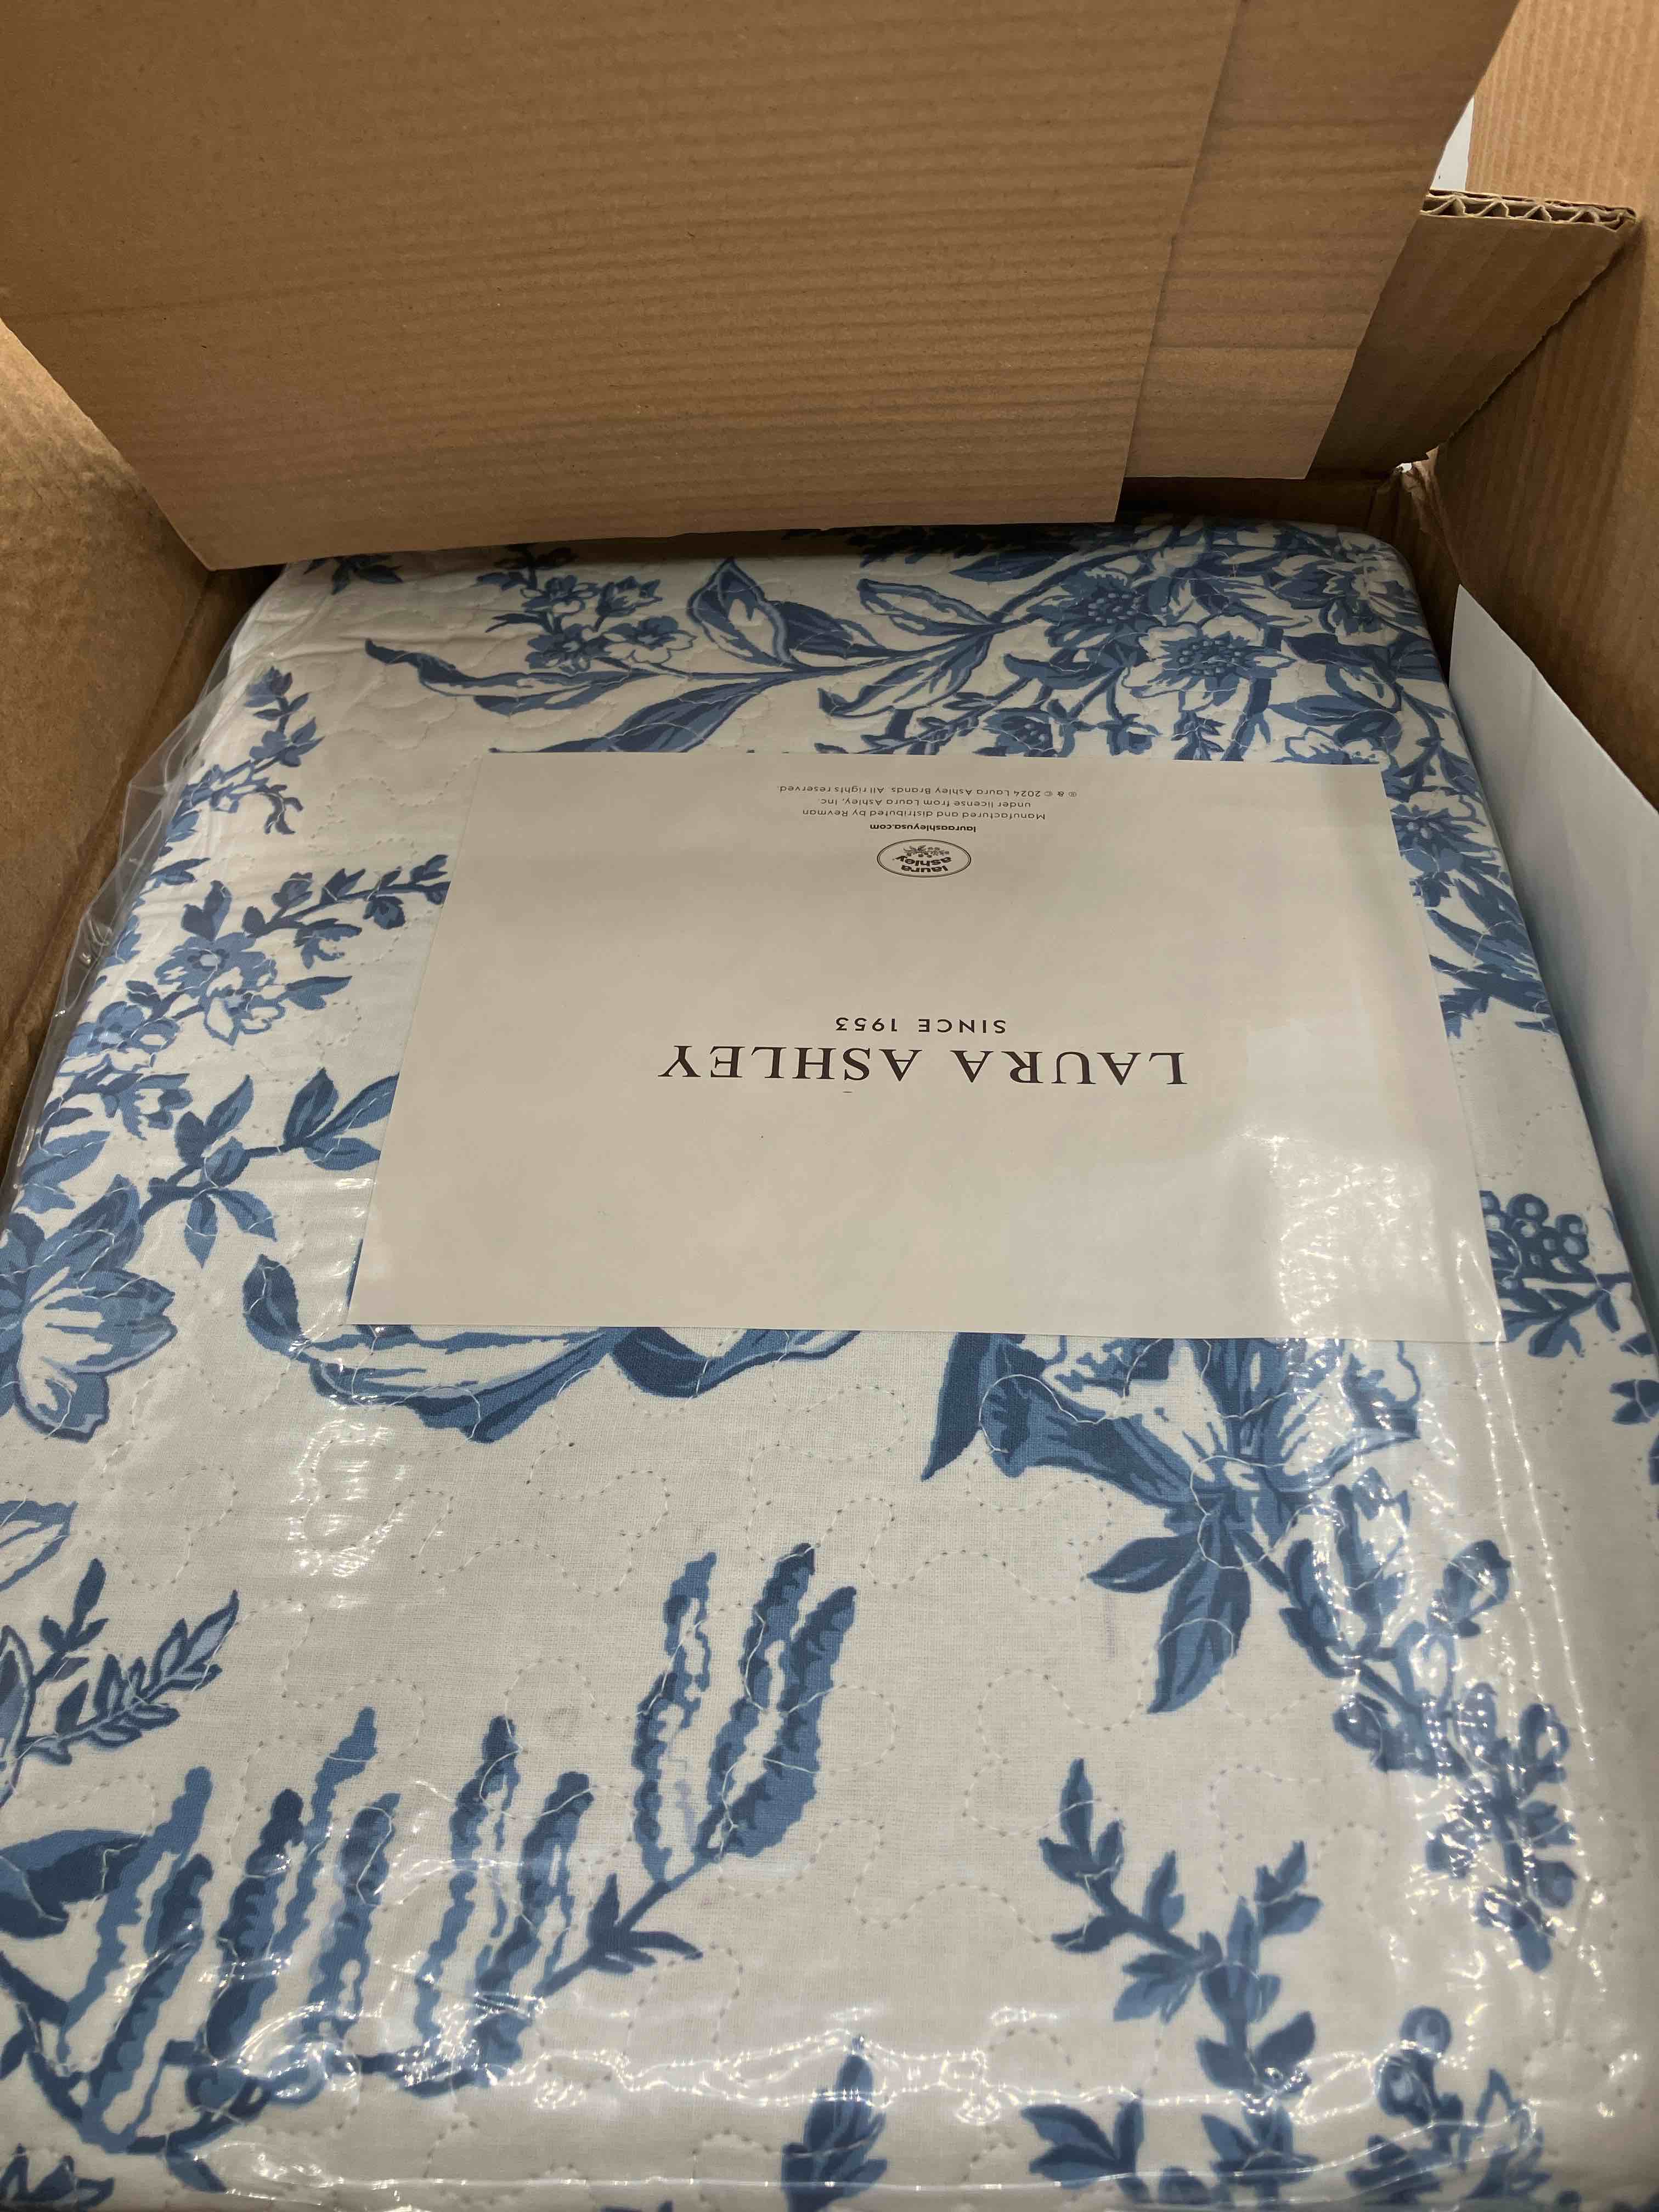 LAURA ASHLEY
SINCE 1953
laura
ashley
lauraashleyusa.com
Manufactured and distributed by Revman
under license from Laura Ashley, Inc.
® & © 2024 Laura Ashley Brands. All rights reserved.